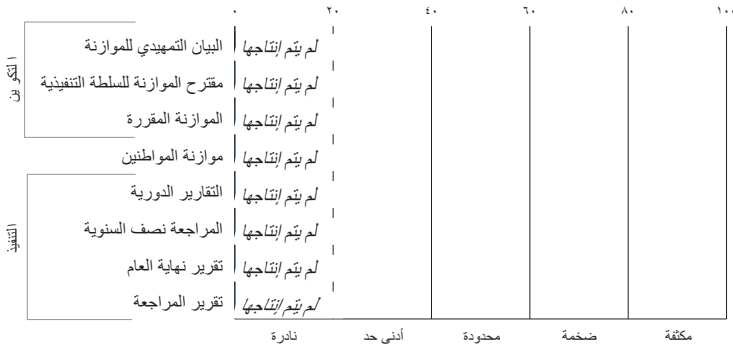 ٠ ٢٠ ٤٠ ٦٠ ٨٠ ١٠٠
التكوين
البيان التمهيدي للموازنة لم يتم إنتاجها
مقترح الموازنة للسلطة التنفيذية لم يتم إنتاجها
الموازنة المقررة لم يتم إنتاجها
موازنة المواطنين لم يتم إنتاجها
التنفيذ
التقارير الدورية لم يتم إنتاجها
المراجعة نصف السنوية لم يتم إنتاجها
تقرير نهاية العام لم يتم إنتاجها
تقرير المراجعة لم يتم إنتاجها
نادرة أدنى حد محدودة ضخمة مكثفة